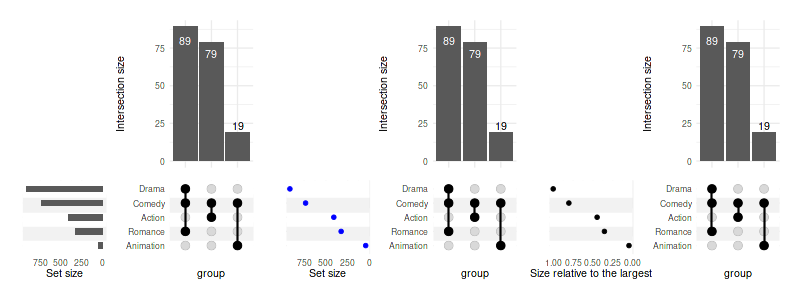 Intersection size
75
50
25
0
89
79
19
Drama
Comedy
Action
Romance
Animation
750 500 250 0
Set size
group
Intersection size
75
50
25
0
89
79
19
Drama
Comedy
Action
Romance
Animation
750 500 250 0
Set size
group
Intersection size
75
50
25
0
89
79
19
Drama
Comedy
Action
Romance
Animation
1.00 0.75 0.50 0.25 0.00
Size relative to the largest
group